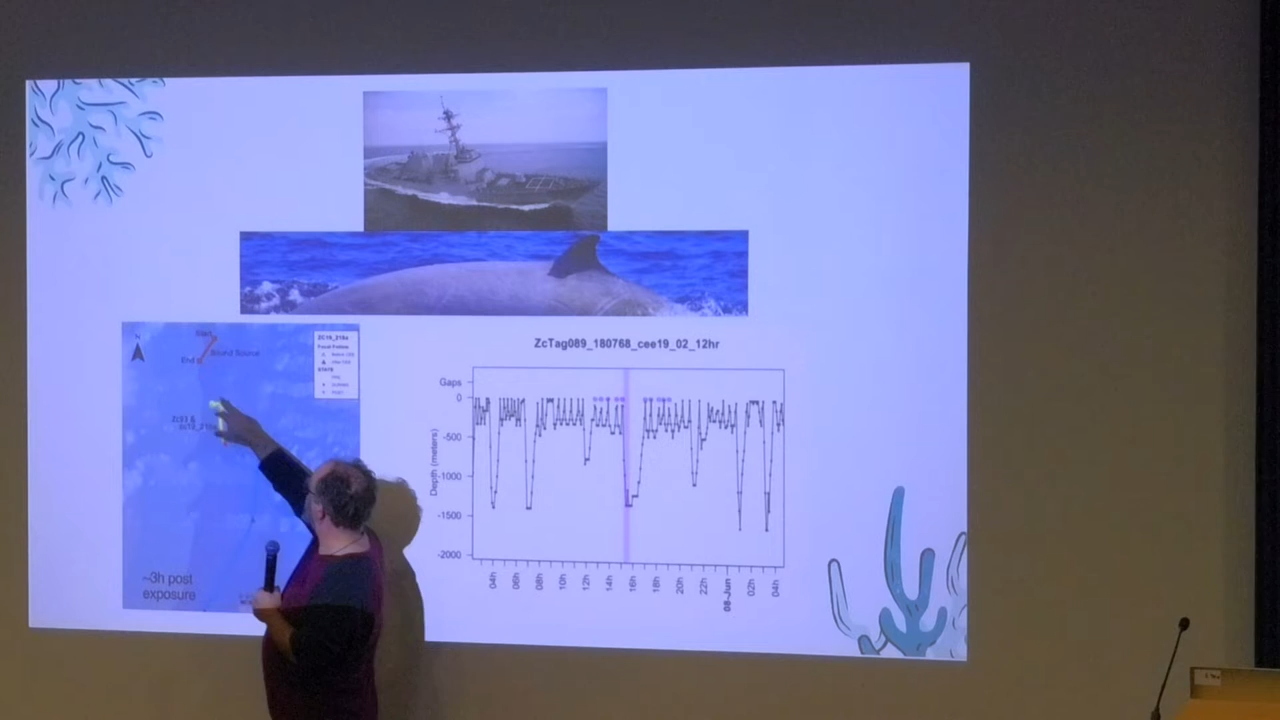 ZcTag089_180768_cee19_02_12hr
N
Start
End
Sound Source
Gaps
0
-500
-1000
-1500
-2000
Depth (meters)
04h
06h
08h
10h
12h
14h
16h
18h
20h
22h
08-Jun
02h
04h
~3h post
exposure